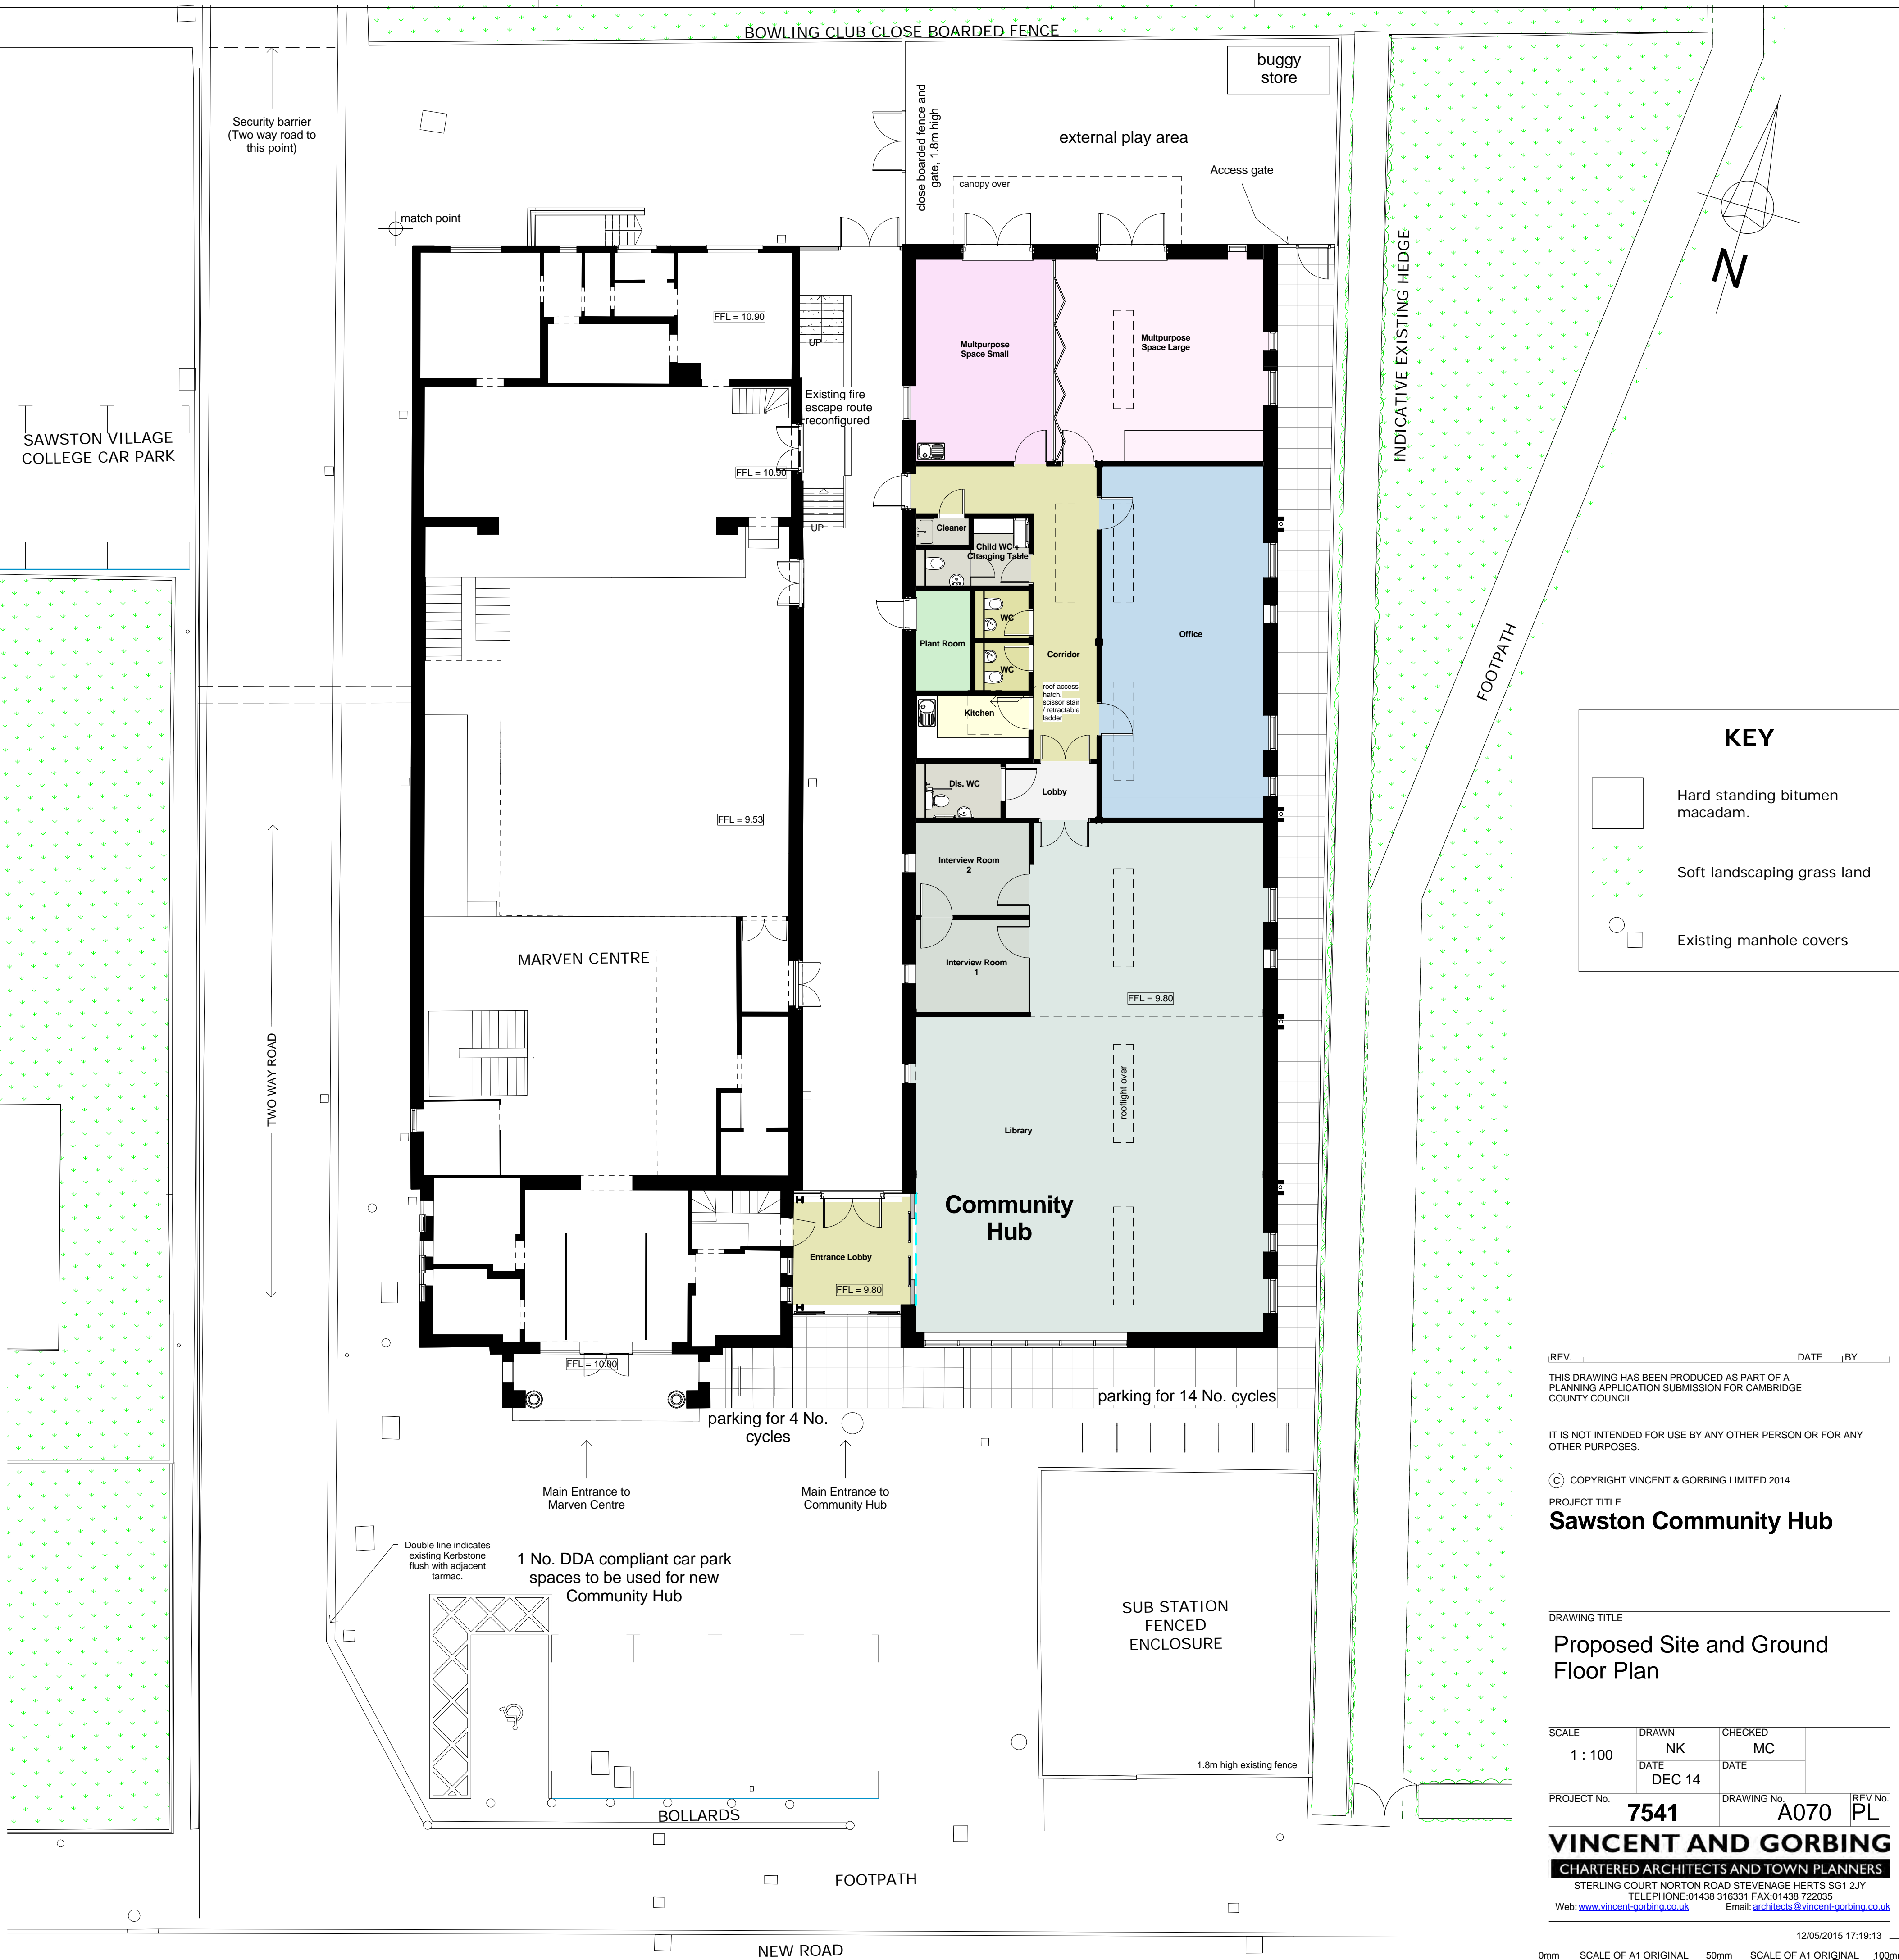 BOWLING CLUB CLOSE BOARDED FENCE
buggy
store
Security barrier
(Two way road to
this point)
close boarded fence and
gate, 1.8m high
external play area
Access gate
canopy over
match point
N
INDICATIVE EXISTING HEDGE
FFL = 10.90
UP
Multpurpose
Space Small
Multpurpose
Space Large
Existing fire
escape route
reconfigured
SAWSTON VILLAGE
COLLEGE CAR PARK
FFL = 10.90
UP
Cleaner
Child WC +
Changing Table
WC
Plant Room
Office
Corridor
WC
roof access
hatch.
scissor stair
/ retractable
ladder
Kitchen
FOOTPATH
Dis. WC
Lobby
FFL = 9.53
Interview Room
2
MARVEN CENTRE
Interview Room
1
FFL = 9.80
TWO WAY ROAD
rooflight over
Library
Community
Hub
Entrance Lobby
FFL = 9.80
FFL = 10.00
parking for 14 No. cycles
parking for 4 No.
cycles
Main Entrance to
Marven Centre
Main Entrance to
Community Hub
Double line indicates
existing Kerbstone
flush with adjacent
tarmac.
1 No. DDA compliant car park
spaces to be used for new
Community Hub
SUB STATION
FENCED
ENCLOSURE
1.8m high existing fence
BOLLARDS
FOOTPATH
NEW ROAD
KEY
Hard standing bitumen
macadam.
Soft landscaping grass land
Existing manhole covers
REV. DATE BY
THIS DRAWING HAS BEEN PRODUCED AS PART OF A
PLANNING APPLICATION SUBMISSION FOR CAMBRIDGE
COUNTY COUNCIL
IT IS NOT INTENDED FOR USE BY ANY OTHER PERSON OR FOR ANY
OTHER PURPOSES.
C COPYRIGHT VINCENT & GORBING LIMITED 2014
PROJECT TITLE
Sawston Community Hub
DRAWING TITLE
Proposed Site and Ground
Floor Plan
SCALE DRAWN CHECKED
1 : 100 NK MC
DATE DATE
DEC 14
PROJECT No. DRAWING No. REV No.
7541 A070 PL
VINCENT AND GORBING
CHARTERED ARCHITECTS AND TOWN PLANNERS
STERLING COURT NORTON ROAD STEVENAGE HERTS SG1 2JY
TELEPHONE:01438 316331 FAX:01438 722035
Web: www.vincent-gorbing.co.uk Email: architects@vincent-gorbing.co.uk
12/05/2015 17:19:13
0mm SCALE OF A1 ORIGINAL 50mm SCALE OF A1 ORIGINAL 100mm